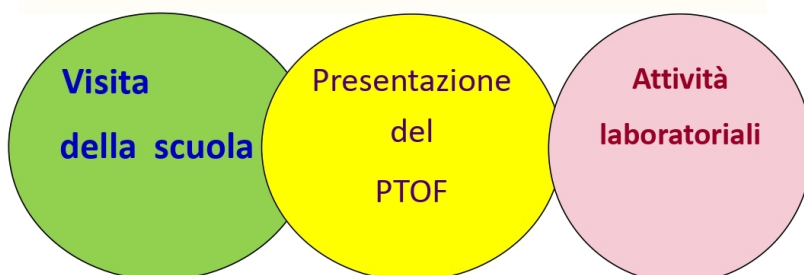 Visita
della scuola
Presentazione
del
PTOF
Attività
laboratoriali